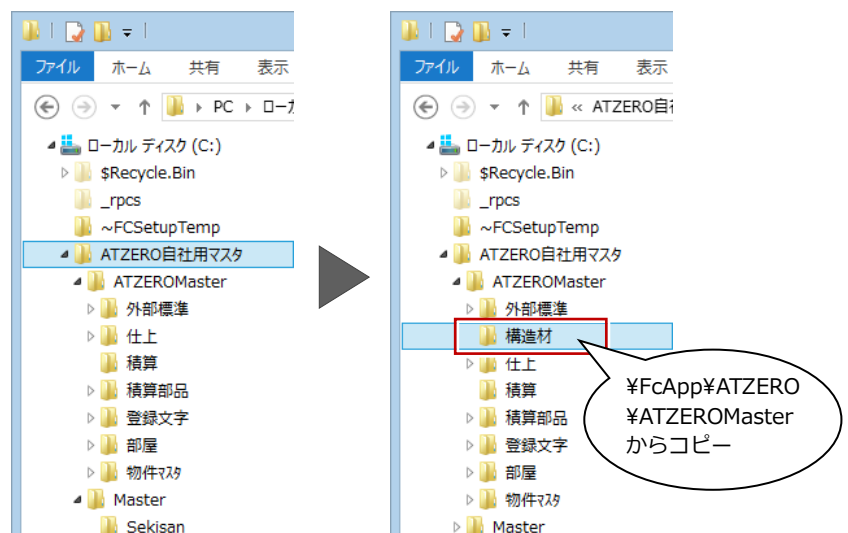 ファイル ホーム 共有 表示
PC ローカ
ローカル ディスク (C:)
$Recycle.Bin
_rpcs
~FCSetupTemp
ATZERO自社用マスタ
ATZEROMaster
外部標準
仕上
積算
積算部品
登録文字
部屋
物件マスタ
Master
Sekisan
ファイル ホーム 共有 表示
« ATZERO自社
ローカル ディスク (C:)
$Recycle.Bin
_rpcs
~FCSetupTemp
ATZERO自社用マスタ
ATZEROMaster
外部標準
構造材
仕上
積算
積算部品
登録文字
部屋
物件マスタ
Master
¥FcApp¥ATZERO
¥ATZEROMaster
からコピー